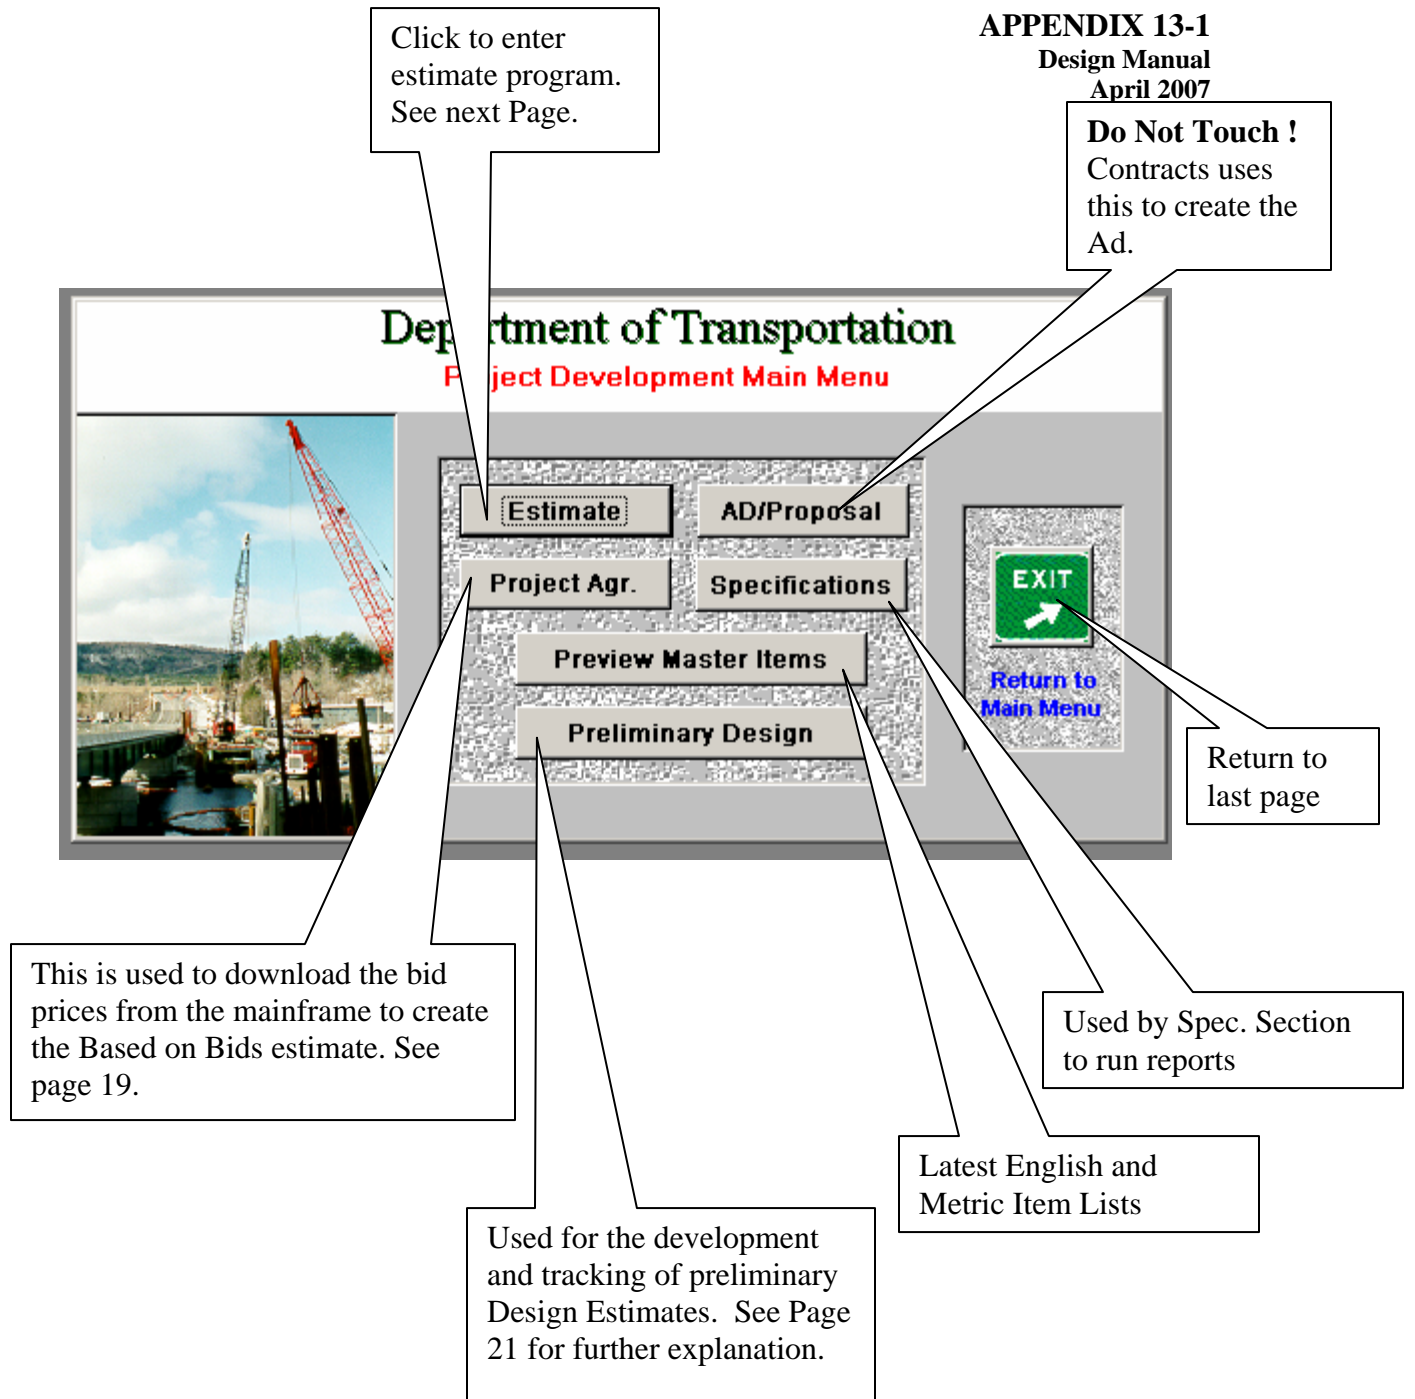 APPENDIX 13-1
Design Manual
April 2007
Click to enter
estimate program.
See next Page.
Do Not Touch !
Contracts uses
this to create the
Ad.
Department of Transportation
Project Development Main Menu
Estimate
AD/Proposal
Project Agr.
Specifications
Preview Master Items
Preliminary Design
EXIT
Return to
Main Menu
Return to
last page
This is used to download the bid
prices from the mainframe to create
the Based on Bids estimate. See
page 19.
Used by Spec. Section
to run reports
Latest English and
Metric Item Lists
Used for the development
and tracking of preliminary
Design Estimates.  See Page
21 for further explanation.